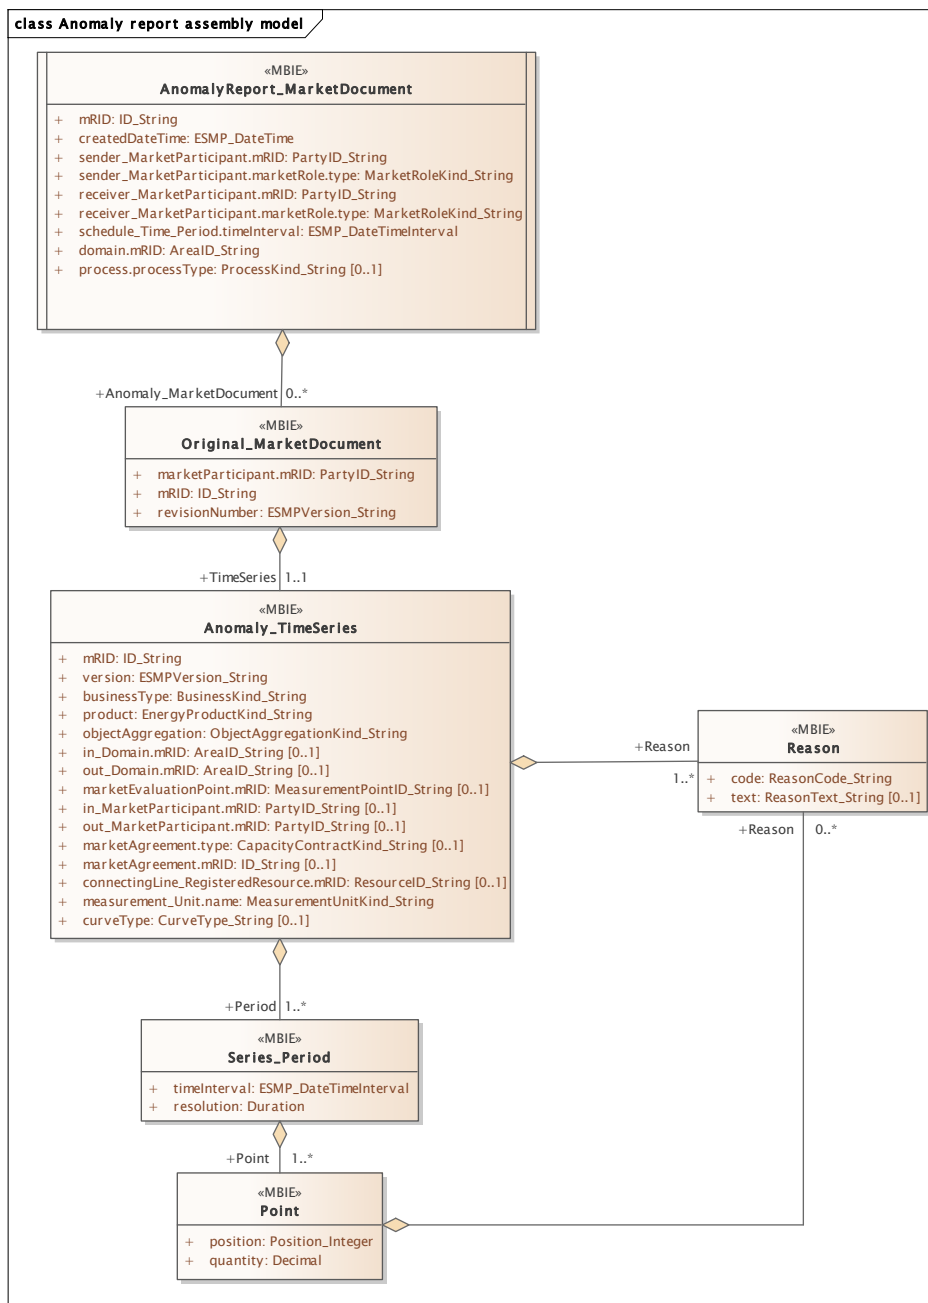 class Anomaly report assembly model
«MBIE»
AnomalyReport_MarketDocument
+ mRID: ID_String
+ createdDateTime: ESMP_DateTime
+ sender_MarketParticipant.mRID: PartyID_String
+ sender_MarketParticipant.marketRole.type: MarketRoleKind_String
+ receiver_MarketParticipant.mRID: PartyID_String
+ receiver_MarketParticipant.marketRole.type: MarketRoleKind_String
+ schedule_Time_Period.timeInterval: ESMP_DateTimeInterval
+ domain.mRID: AreaID_String
+ process.processType: ProcessKind_String [0..1]
+Anomaly_MarketDocument 0..*
«MBIE»
Original_MarketDocument
+ marketParticipant.mRID: PartyID_String
+ mRID: ID_String
+ revisionNumber: ESMPVersion_String
+TimeSeries 1..1
«MBIE»
Anomaly_TimeSeries
+ mRID: ID_String
+ version: ESMPVersion_String
+ businessType: BusinessKind_String
+ product: EnergyProductKind_String
+ objectAggregation: ObjectAggregationKind_String
+ in_Domain.mRID: AreaID_String [0..1]
+ out_Domain.mRID: AreaID_String [0..1]
+ marketEvaluationPoint.mRID: MeasurementPointID_String [0..1]
+ in_MarketParticipant.mRID: PartyID_String [0..1]
+ out_MarketParticipant.mRID: PartyID_String [0..1]
+ marketAgreement.type: CapacityContractKind_String [0..1]
+ marketAgreement.mRID: ID_String [0..1]
+ connectingLine_RegisteredResource.mRID: ResourceID_String [0..1]
+ measurement_Unit.name: MeasurementUnitKind_String
+ curveType: CurveType_String [0..1]
+Reason
1..*
«MBIE»
Reason
+ code: ReasonCode_String
+ text: ReasonText_String [0..1]
+Reason 0..*
+Period 1..*
«MBIE»
Series_Period
+ timeInterval: ESMP_DateTimeInterval
+ resolution: Duration
+Point 1..*
«MBIE»
Point
+ position: Position_Integer
+ quantity: Decimal